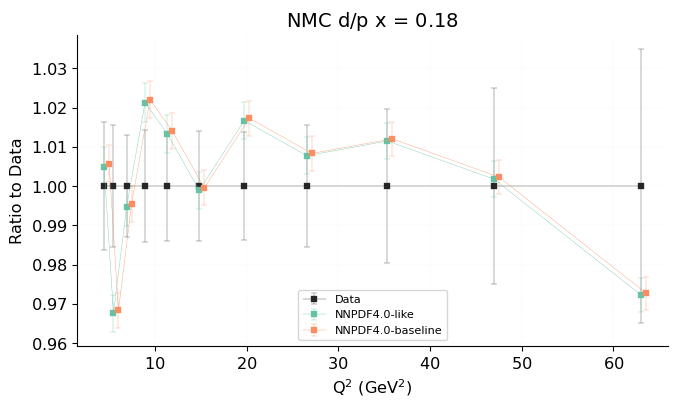 NMC d/p x = 0.18
Ratio to Data
1.03
1.02
1.01
1.00
0.99
0.98
0.97
0.96
Data
NNPDF4.0-like
NNPDF4.0-baseline
10
20
30
40
50
60
Q² (GeV²)